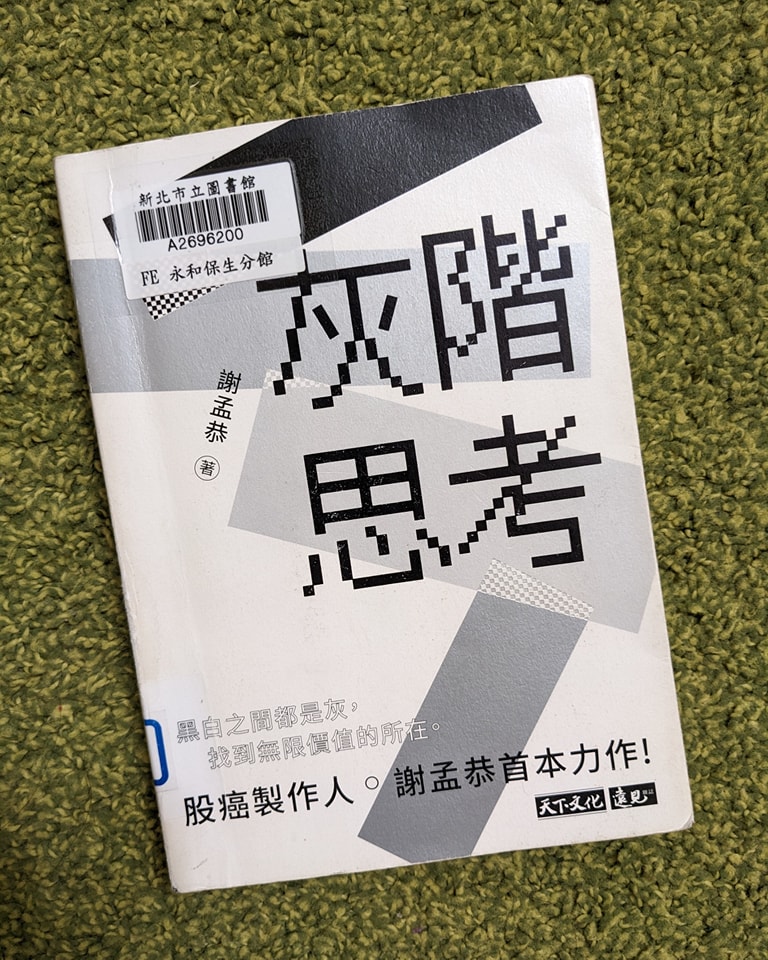 新北市立圖書館
A2696200
FE 永和保生分館
灰階
思考
謝孟恭 著
黑白之間都是灰，
找到無限價值的所在。
股癌製作人。謝孟恭首本力作!
天下文化 遠見雜誌